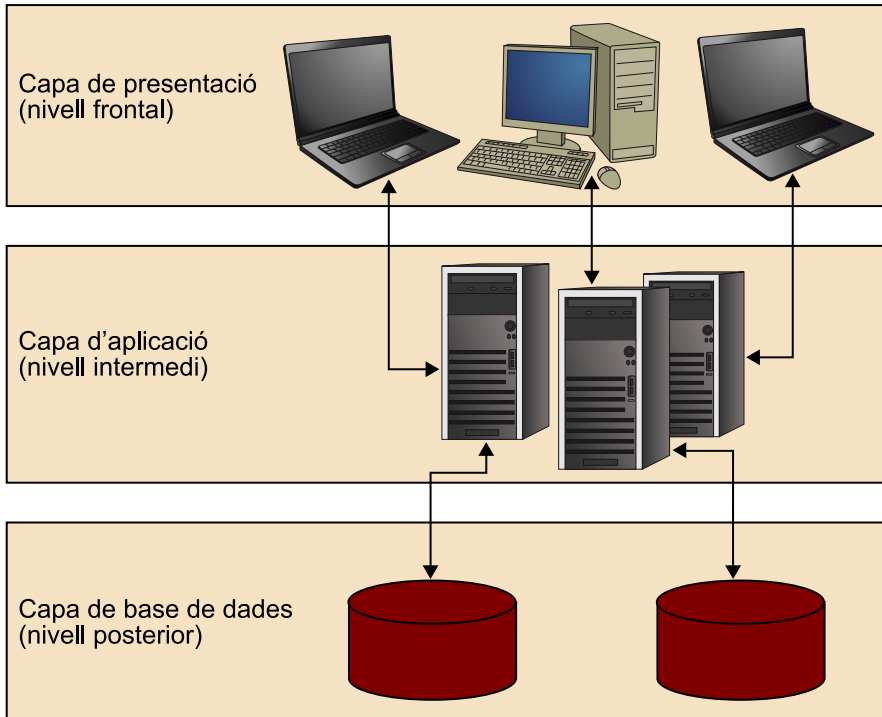 Capa de presentació
(nivell frontal)
Capa d'aplicació
(nivell intermedi)
Capa de base de dades
(nivell posterior)